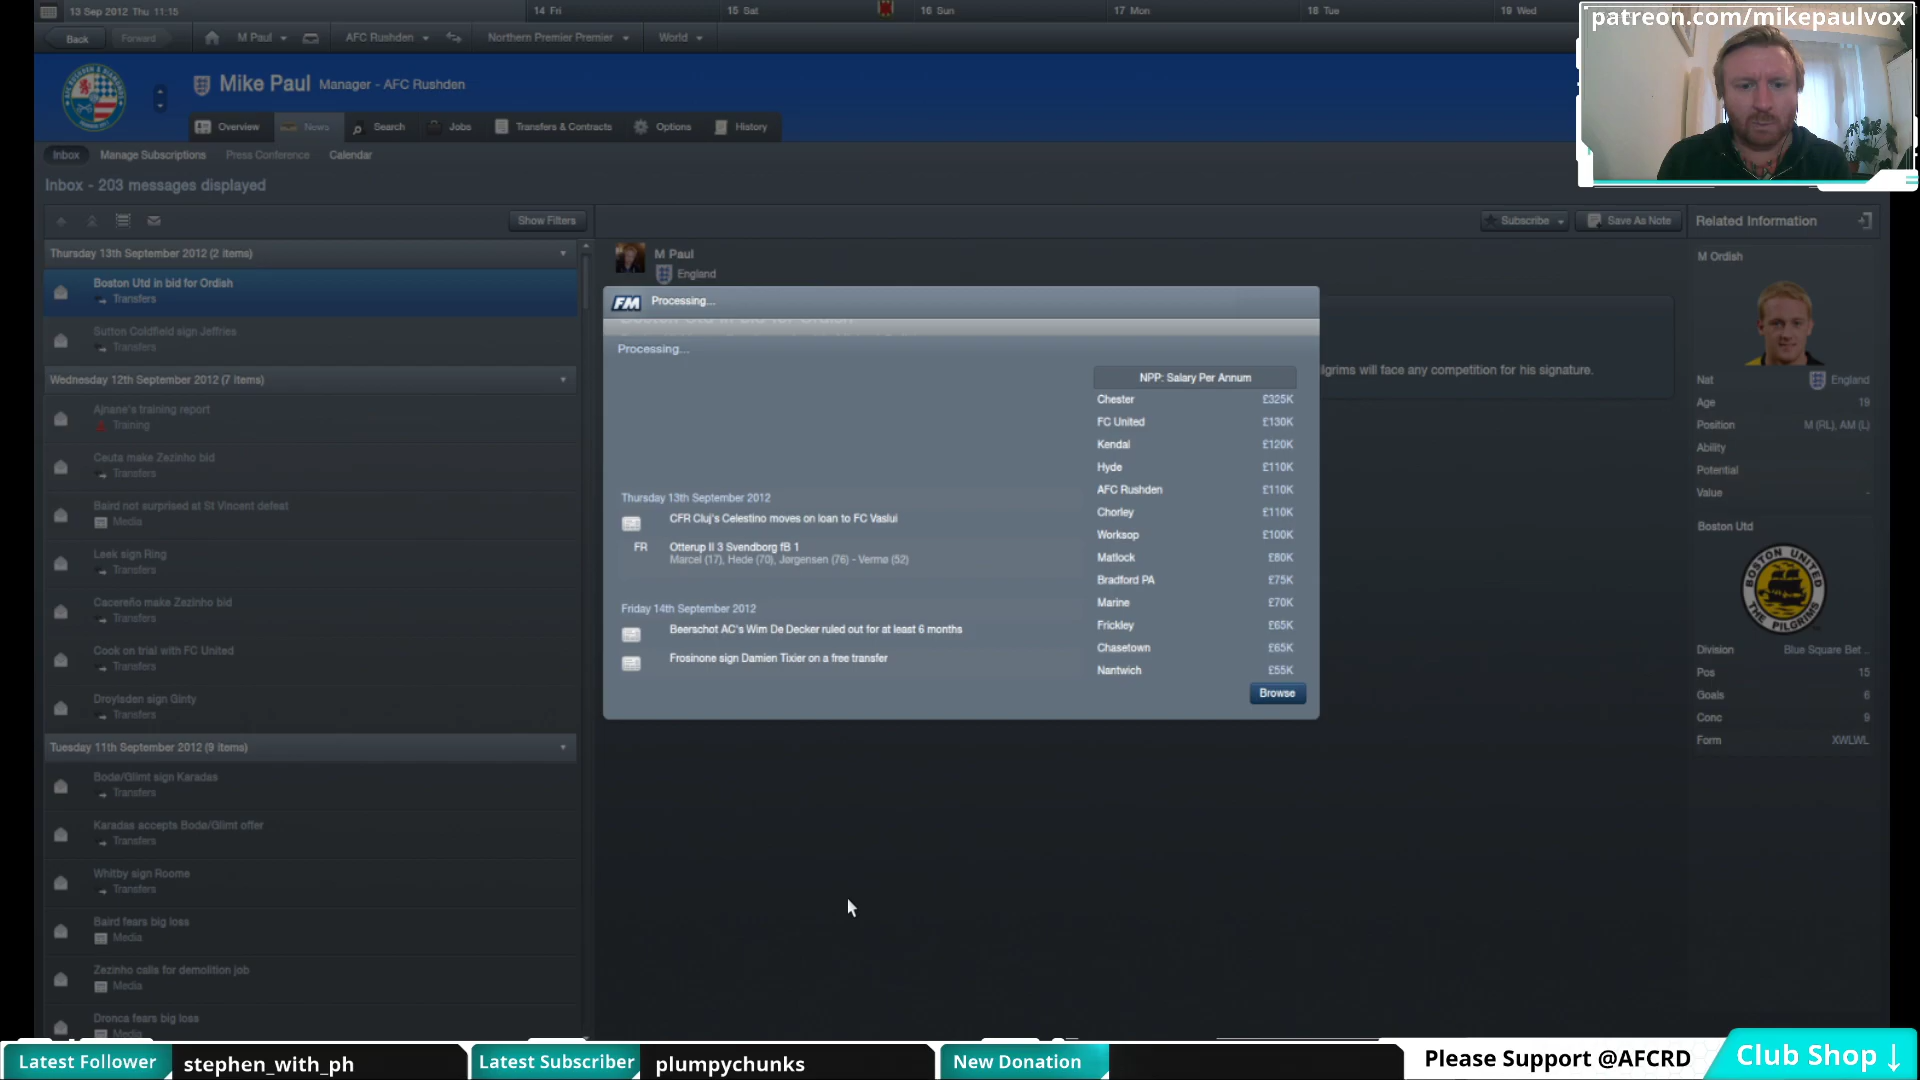 13 Sep 2012 Thu 11:15
14 Fri
15 Sat
16 Sun
17 Mon
18 Tue
19 Wed
patreon.com/mikepaulvox
Back
Forward
M Paul
AFC Rushden
Northern Premier Premier
World
Mike Paul Manager - AFC Rushden
Overview
News
Search
Jobs
Transfers & Contracts
Options
History
Inbox
Manage Subscriptions
Press Conference
Calendar
Inbox - 203 messages displayed
Show Filters
Subscribe
Save As Note
Related Information
Thursday 13th September 2012 (2 items)
Boston Utd in bid for Ordish
Transfers
Sutton Coldfield sign Jeffries
Transfers
Wednesday 12th September 2012 (7 items)
Ajnane's training report
Training
Ceuta make Zezinho bid
Transfers
Baird not surprised at St Vincent defeat
Media
Leek sign Ring
Transfers
Cacereño make Zezinho bid
Transfers
Cook on trial with FC United
Transfers
Droylsden sign Ginty
Transfers
Tuesday 11th September 2012 (9 items)
Bodø/Glimt sign Karadas
Transfers
Karadas accepts Bodø/Glimt offer
Transfers
Whitby sign Roome
Transfers
Baird fears big loss
Media
Zezinho calls for demolition job
Media
Dronca fears big loss
Media
M Paul
England
FM Processing...
Boston Utd in bid for Ordish
Processing...
Thursday 13th September 2012
CFR Cluj's Celestino moves on loan to FC Vaslui
FR Otterup II 3 Svendborg fB 1
Marcel (17), Hede (70), Jørgensen (76) - Vermø (52)
Friday 14th September 2012
Beerschot AC's Wim De Decker ruled out for at least 6 months
Frosinone sign Damien Tixier on a free transfer
NPP: Salary Per Annum
Chester £325K
FC United £130K
Kendal £120K
Hyde £110K
AFC Rushden £110K
Chorley £110K
Worksop £100K
Matlock £80K
Bradford PA £75K
Marine £70K
Frickley £65K
Chasetown £65K
Nantwich £55K
Browse
lgrims will face any competition for his signature.
M Ordish
Nat England
Age 19
Position M (RL), AM (L)
Ability
Potential
Value -
Boston Utd
BOSTON UNITED
THE PILGRIMS
Division Blue Square Bet ..
Pos 15
Goals 6
Conc 9
Form XWLWL
Latest Follower
stephen_with_ph
Latest Subscriber
plumpychunks
New Donation
Please Support @AFCRD
Club Shop ↓